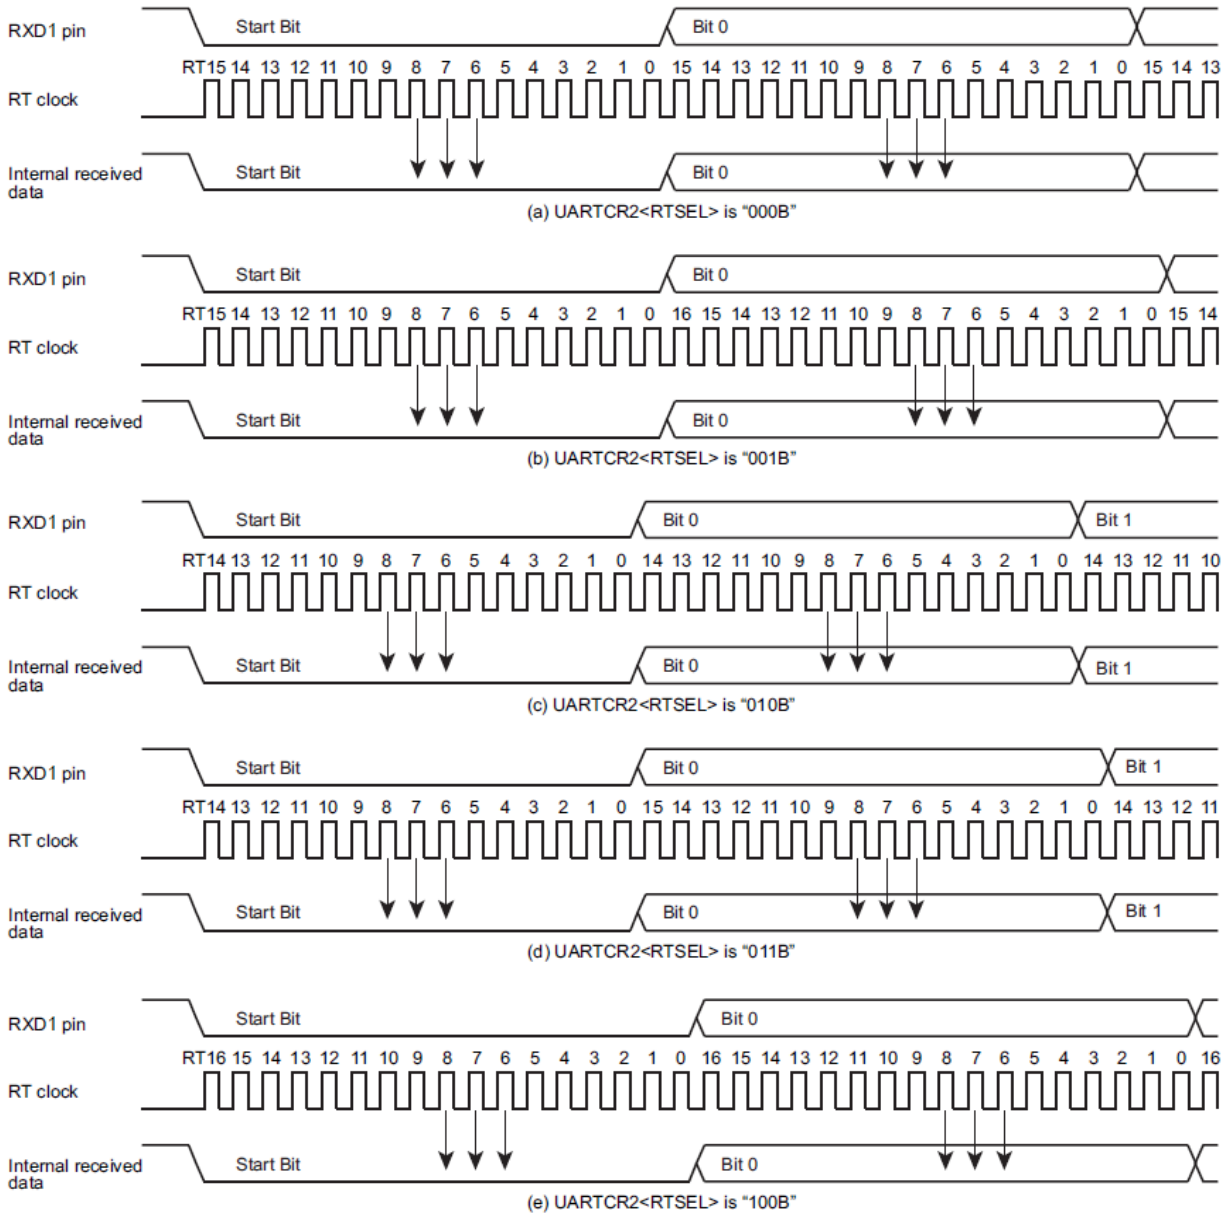 RXD1 pin Start Bit Bit 0
RT15 14 13 12 11 10 9 8 7 6 5 4 3 2 1 0 15 14 13 12 11 10 9 8 7 6 5 4 3 2 1 0 15 14 13
RT clock
Internal received data Start Bit Bit 0
(a) UARTCR2<RTSEL> is "000B"
RXD1 pin Start Bit Bit 0
RT15 14 13 12 11 10 9 8 7 6 5 4 3 2 1 0 16 15 14 13 12 11 10 9 8 7 6 5 4 3 2 1 0 15 14
RT clock
Internal received data Start Bit Bit 0
(b) UARTCR2<RTSEL> is "001B"
RXD1 pin Start Bit Bit 0 Bit 1
RT14 13 12 11 10 9 8 7 6 5 4 3 2 1 0 14 13 12 11 10 9 8 7 6 5 4 3 2 1 0 14 13 12 11 10
RT clock
Internal received data Start Bit Bit 0 Bit 1
(c) UARTCR2<RTSEL> is "010B"
RXD1 pin Start Bit Bit 0 Bit 1
RT14 13 12 11 10 9 8 7 6 5 4 3 2 1 0 15 14 13 12 11 10 9 8 7 6 5 4 3 2 1 0 14 13 12 11
RT clock
Internal received data Start Bit Bit 0 Bit 1
(d) UARTCR2<RTSEL> is "011B"
RXD1 pin Start Bit Bit 0
RT16 15 14 13 12 11 10 9 8 7 6 5 4 3 2 1 0 16 15 14 13 12 11 10 9 8 7 6 5 4 3 2 1 0 16
RT clock
Internal received data Start Bit Bit 0
(e) UARTCR2<RTSEL> is "100B"